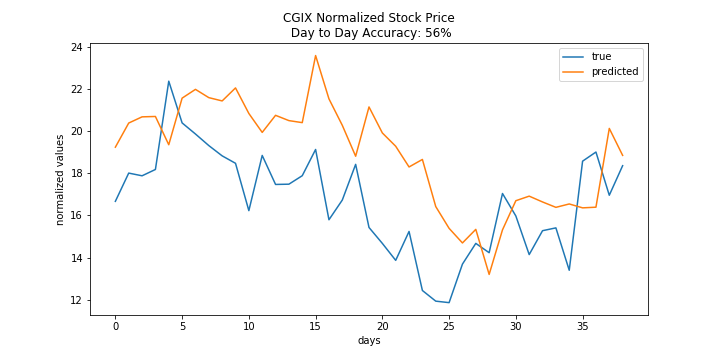 CGIX Normalized Stock Price
Day to Day Accuracy: 56%
true
predicted
normalized values
24
22
20
18
16
14
12
0
5
10
15
20
25
30
35
days